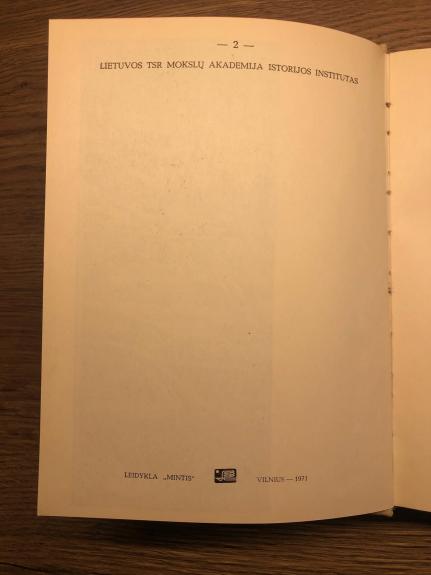 — 2 —
LIETUVOS TSR MOKSLŲ AKADEMIJA ISTORIJOS INSTITUTAS
LEIDYKLA „MINTIS“ VILNIUS — 1971